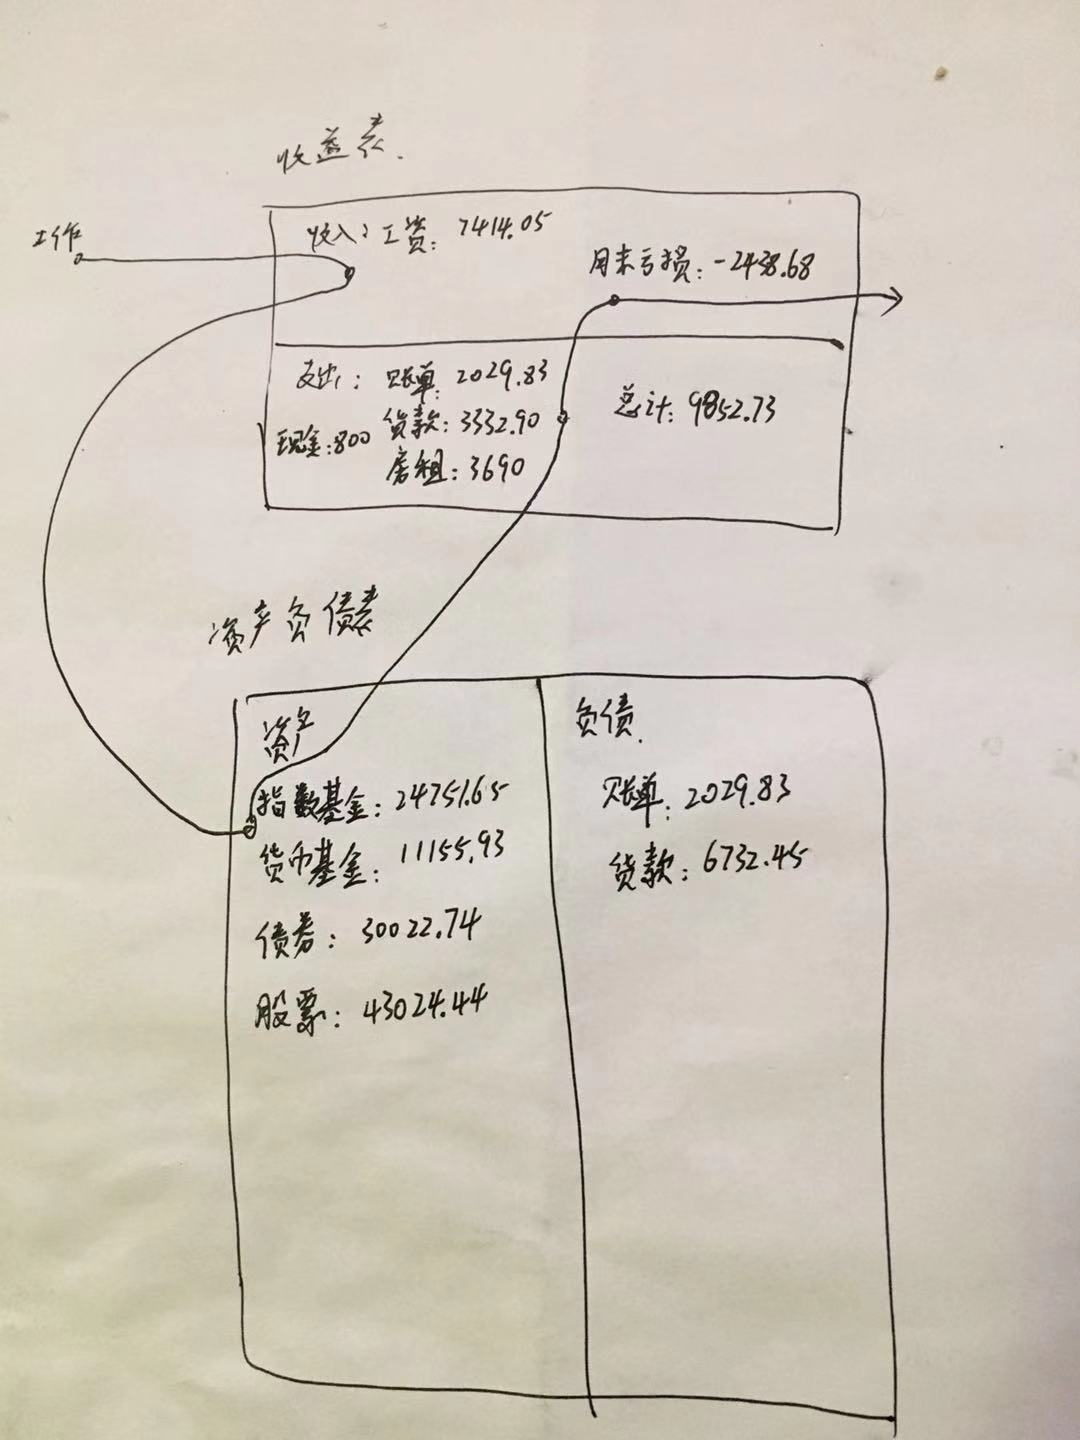 收益表.
工作
收入：工资：7414.05
月末亏损：-2438.68
支出：账单：2029.83
现金：800
贷款：3332.90
房租：3690
总计：9852.73
资产负债表
资产
指数基金：24751.65
货币基金：11155.93
债券：30022.74
股票：43024.44
负债.
账单：2029.83
贷款：6732.45